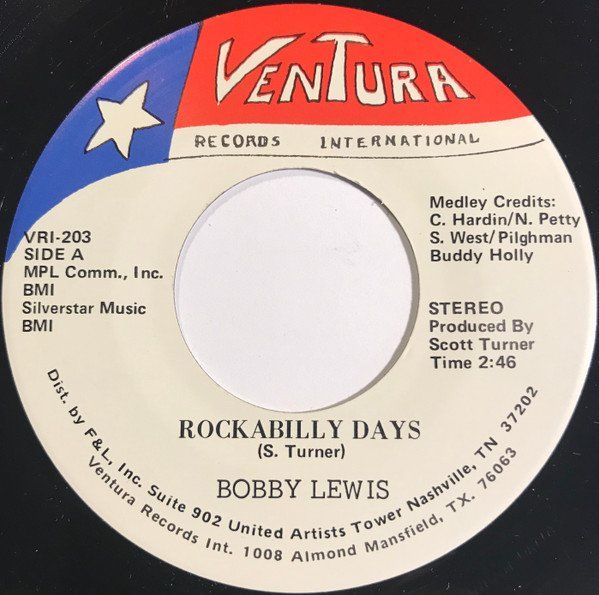 VENTURA
RECORDS INTERNATIONAL
VRI-203
SIDE A
MPL Comm., Inc.
BMI
Silverstar Music
BMI
Medley Credits:
C. Hardin/N. Petty
S. West/Pilghman
Buddy Holly
STEREO
Produced By
Scott Turner
Time 2:46
ROCKABILLY DAYS
(S. Turner)
BOBBY LEWIS
Dist. by F&L, Inc. Suite 902 United Artists Tower Nashville, TN 37202
Ventura Records Int. 1008 Almond Mansfield, TX. 76063